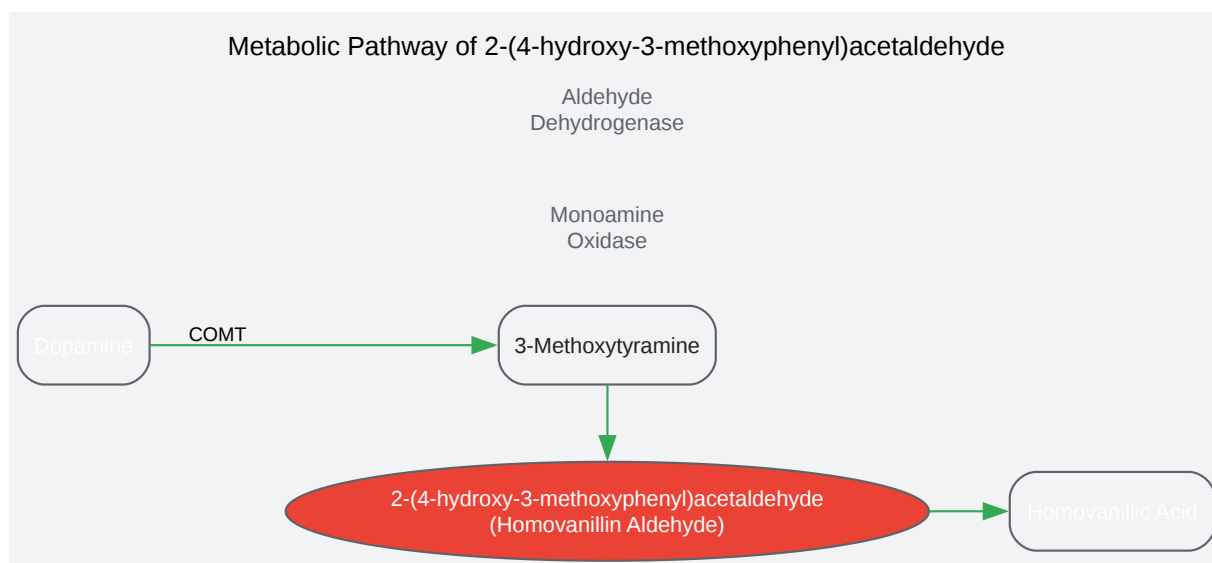 Metabolic Pathway of 2-(4-hydroxy-3-methoxyphenyl)acetaldehyde
Aldehyde
Dehydrogenase
Monoamine
Oxidase
Dopamine
COMT
3-Methoxytyramine
2-(4-hydroxy-3-methoxyphenyl)acetaldehyde
(Homovanillin Aldehyde)
Homovanillic Acid